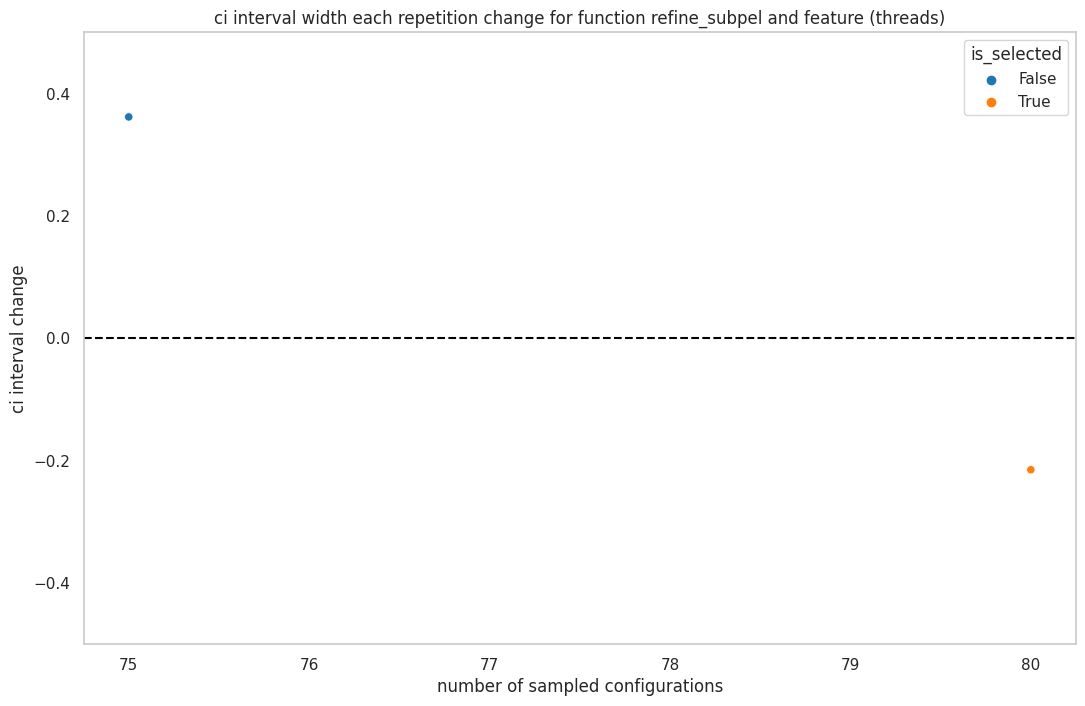 ci interval width each repetition change for function refine_subpel and feature (threads)
is_selected
False
True
ci interval change
0.4
0.2
0.0
−0.2
−0.4
75 76 77 78 79 80
number of sampled configurations